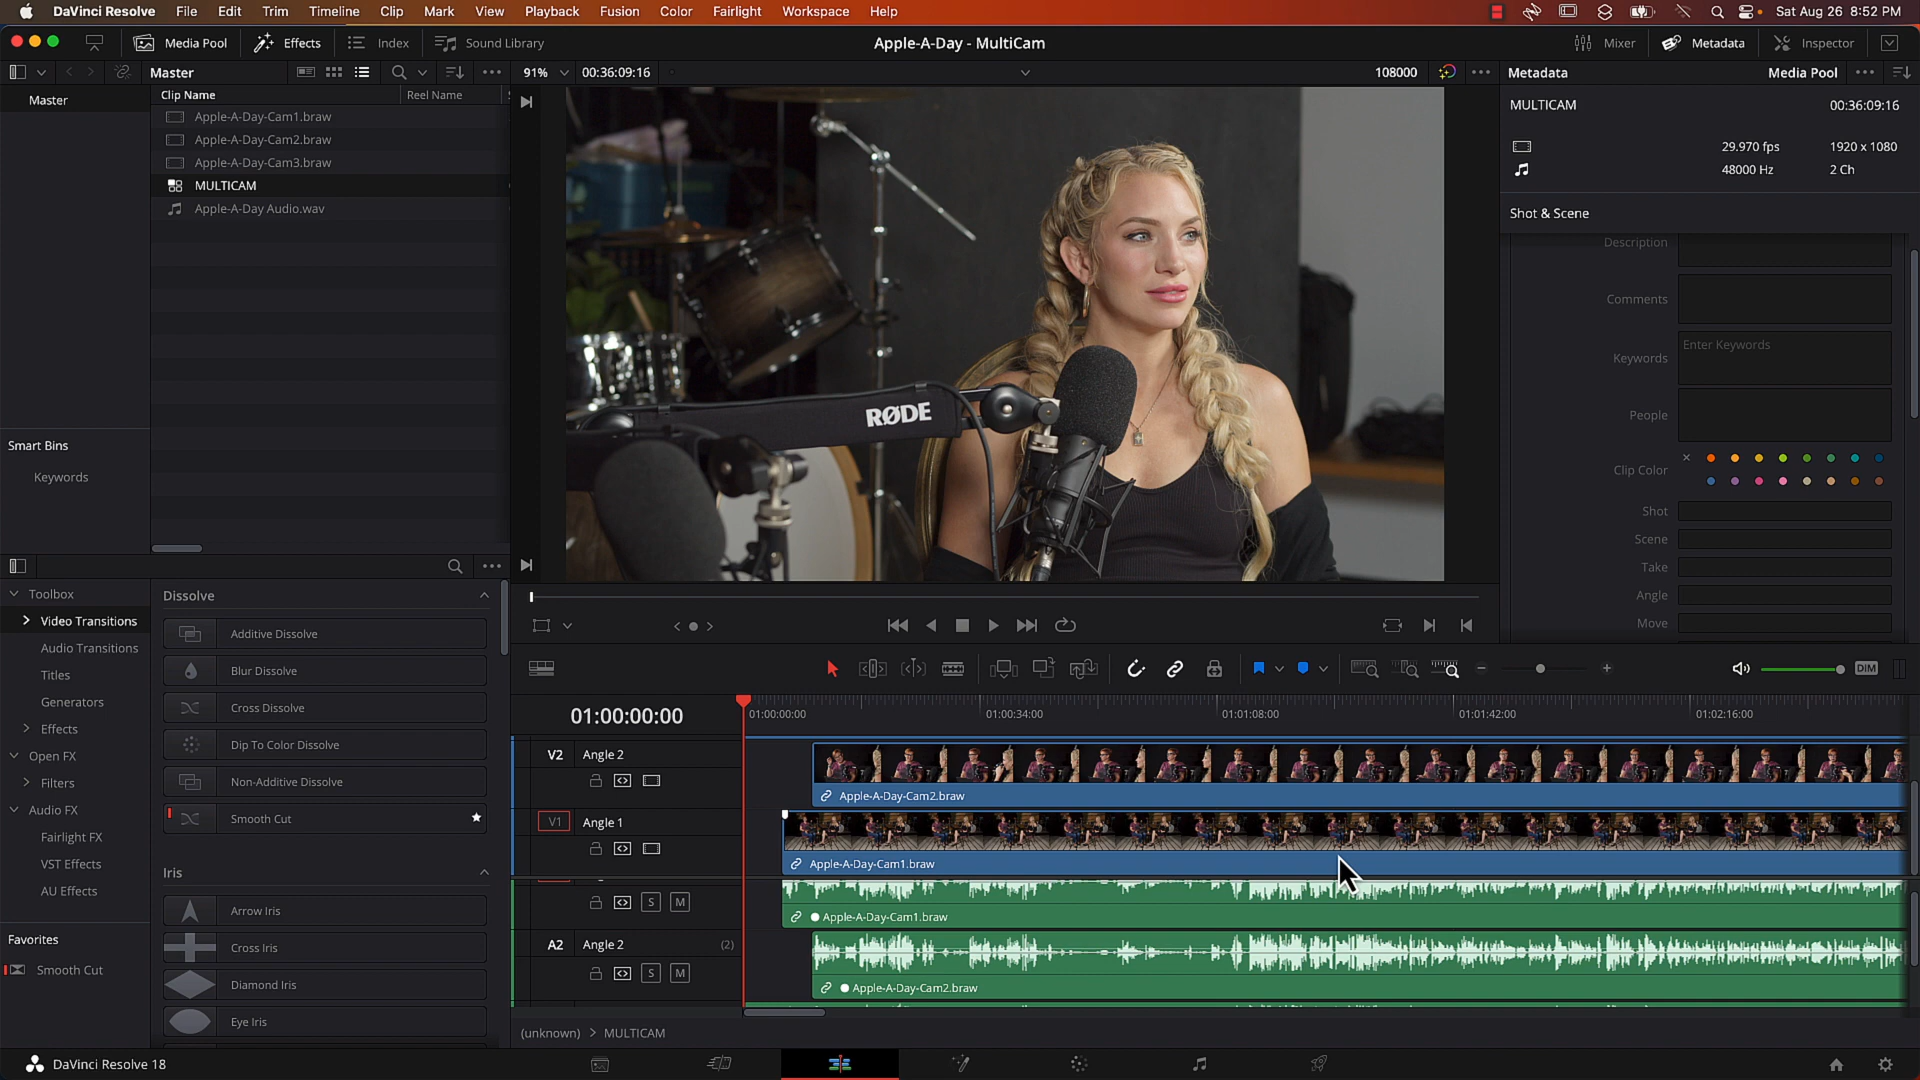 DaVinci Resolve File Edit Trim Timeline Clip Mark View Playback Fusion Color Fairlight Workspace Help Sat Aug 26 8:52 PM
Media Pool Effects Index Sound Library Apple-A-Day - MultiCam Mixer Metadata Inspector
Master 91% 00:36:09:16 108000 Metadata Media Pool
Master
Clip Name Reel Name
Apple-A-Day-Cam1.braw
Apple-A-Day-Cam2.braw
Apple-A-Day-Cam3.braw
MULTICAM
Apple-A-Day Audio.wav
Smart Bins
Keywords
RØDE
MULTICAM 00:36:09:16
29.970 fps 1920 x 1080
48000 Hz 2 Ch
Shot & Scene
Description
Comments
Keywords Enter Keywords
People
Clip Color
Shot
Scene
Take
Angle
Move
Toolbox
Video Transitions
Audio Transitions
Titles
Generators
Effects
Open FX
Filters
Audio FX
Fairlight FX
VST Effects
AU Effects
Favorites
Smooth Cut
Dissolve
Additive Dissolve
Blur Dissolve
Cross Dissolve
Dip To Color Dissolve
Non-Additive Dissolve
Smooth Cut
Iris
Arrow Iris
Cross Iris
Diamond Iris
Eye Iris
DIM
01:00:00:00 01:00:00:00 01:00:34:00 01:01:08:00 01:01:42:00 01:02:16:00
V2 Angle 2
Apple-A-Day-Cam2.braw
V1 Angle 1
Apple-A-Day-Cam1.braw
S M
Apple-A-Day-Cam1.braw
A2 Angle 2 (2)
S M
Apple-A-Day-Cam2.braw
(unknown) > MULTICAM
DaVinci Resolve 18